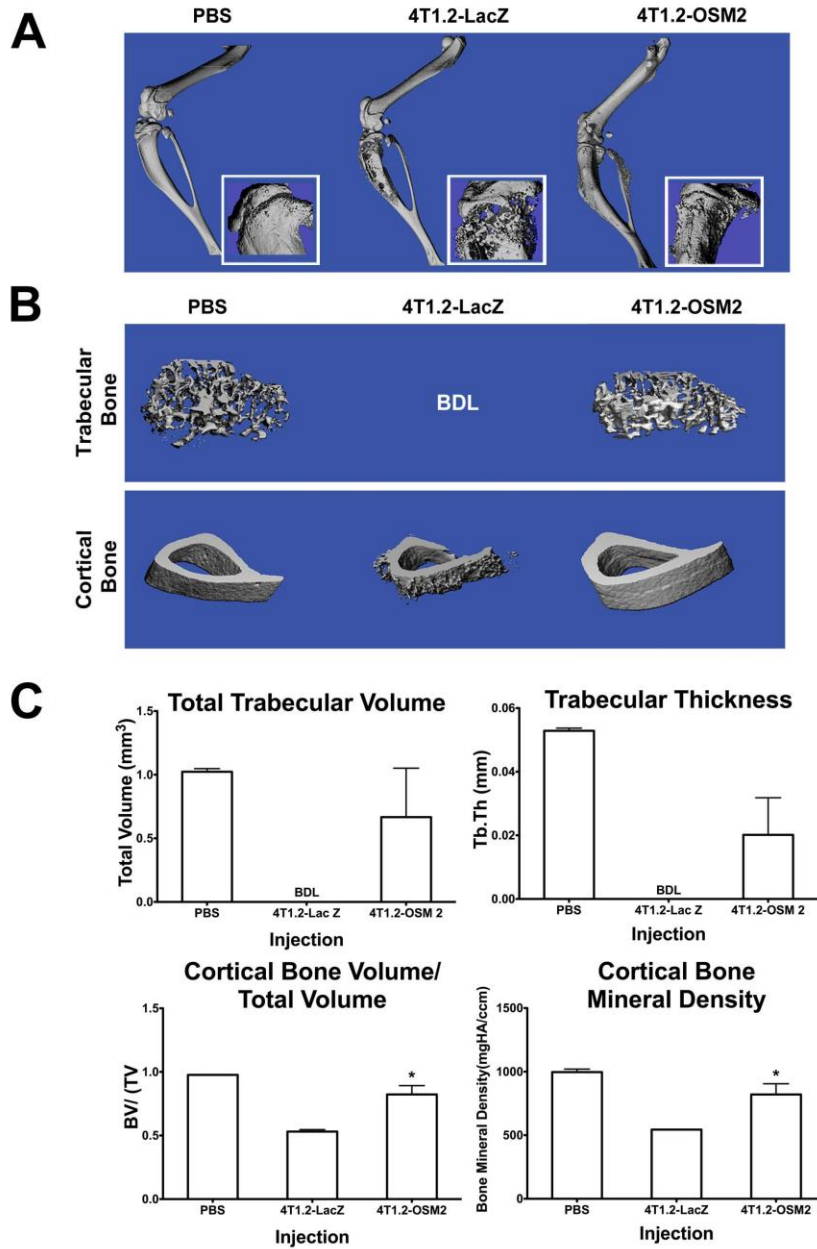 A
PBS 4T1.2-LacZ 4T1.2-OSM2
B
PBS 4T1.2-LacZ 4T1.2-OSM2
Trabecular
Bone
BDL
Cortical
Bone
C
Total Trabecular Volume
Total Volume (mm³)
1.5
1.0
0.5
0.0
BDL
PBS 4T1.2-Lac Z 4T1.2-OSM 2
Injection
Trabecular Thickness
Tb.Th (mm)
0.06
0.04
0.02
0.00
BDL
PBS 4T1.2-LacZ 4T1.2-OSM 2
Injection
Cortical Bone Volume/
Total Volume
BV/ (TV
1.5
1.0
0.5
0.0
*
PBS 4T1.2-LacZ 4T1.2-OSM2
Injection
Cortical Bone
Mineral Density
Bone Mineral Density(mgHA/ccm)
1500
1000
500
0
*
PBS 4T1.2-LacZ 4T1.2-OSM2
Injection